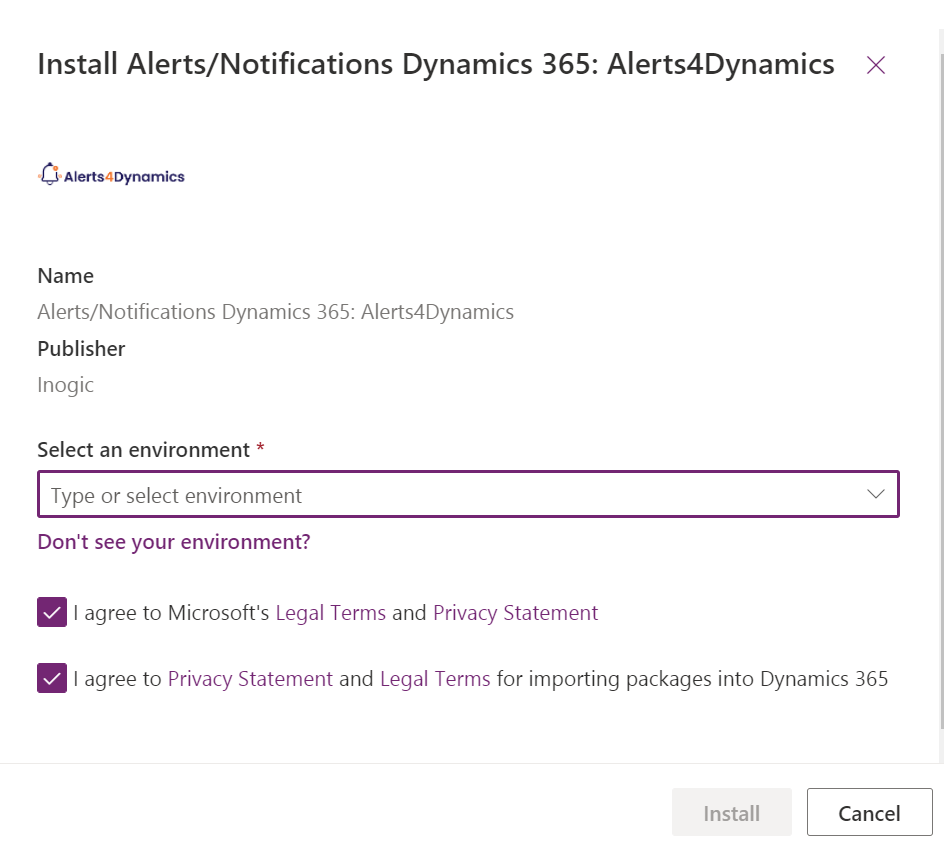 Install Alerts/Notifications Dynamics 365: Alerts4Dynamics
Alerts4Dynamics
Name
Alerts/Notifications Dynamics 365: Alerts4Dynamics
Publisher
Inogic
Select an environment *
Type or select environment
Don't see your environment?
I agree to Microsoft's Legal Terms and Privacy Statement
I agree to Privacy Statement and Legal Terms for importing packages into Dynamics 365
Install Cancel